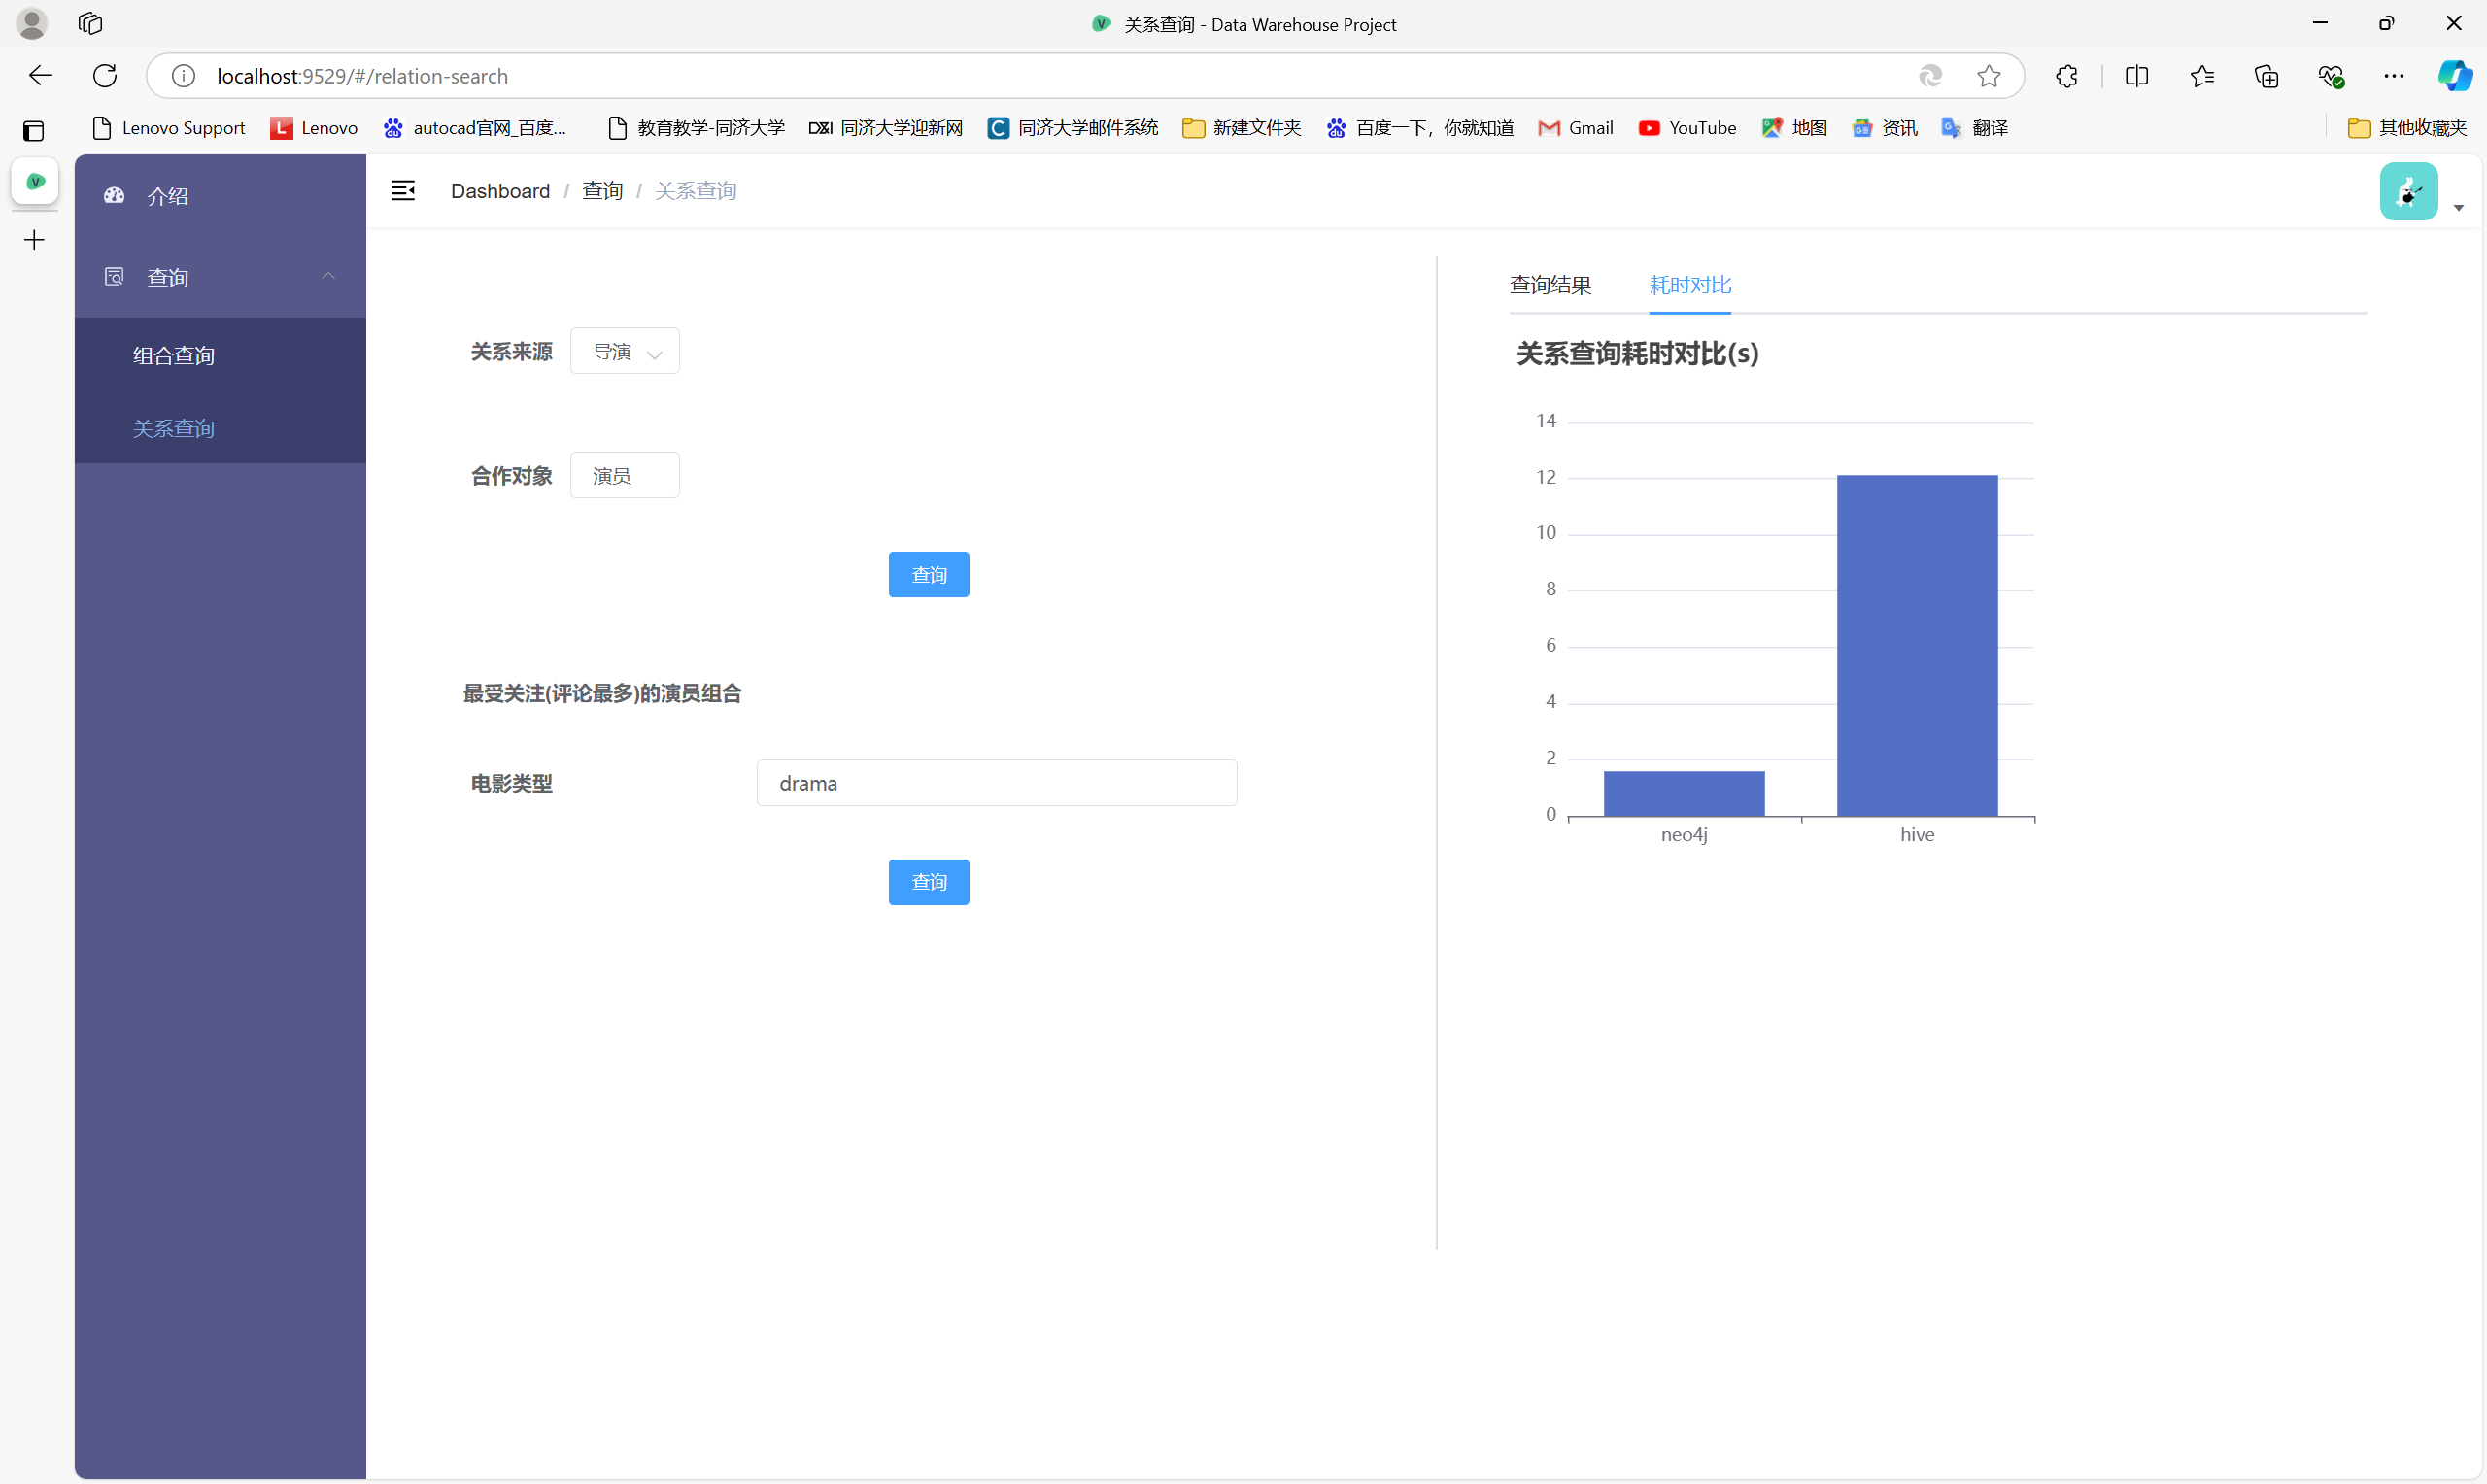 关系查询 - Data Warehouse Project
localhost:9529/#/relation-search
Lenovo Support
L Lenovo
autocad官网_百度...
教育教学-同济大学
同济大学迎新网
C 同济大学邮件系统
新建文件夹
百度一下，你就知道
Gmail
YouTube
地图
资讯
翻译
其他收藏夹
介绍
查询
组合查询
关系查询
Dashboard / 查询 / 关系查询
关系来源 导演
合作对象 演员
查询
最受关注(评论最多)的演员组合
电影类型 drama
查询
查询结果 耗时对比
关系查询耗时对比(s)
14
12
10
8
6
4
2
0
neo4j hive